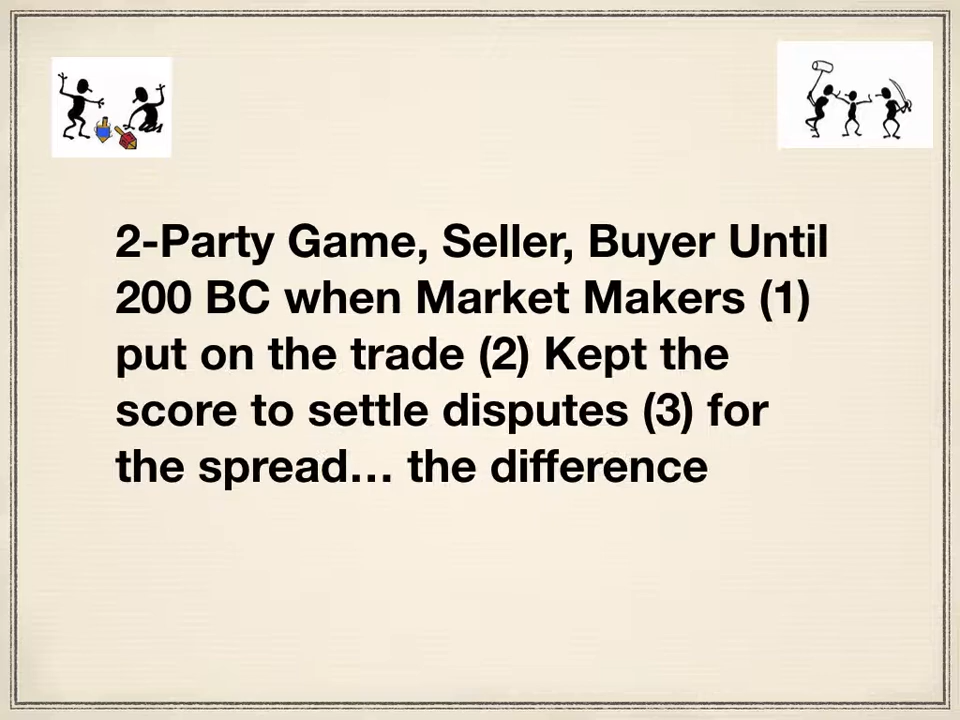 2-Party Game, Seller, Buyer Until
200 BC when Market Makers (1)
put on the trade (2) Kept the
score to settle disputes (3) for
the spread… the difference